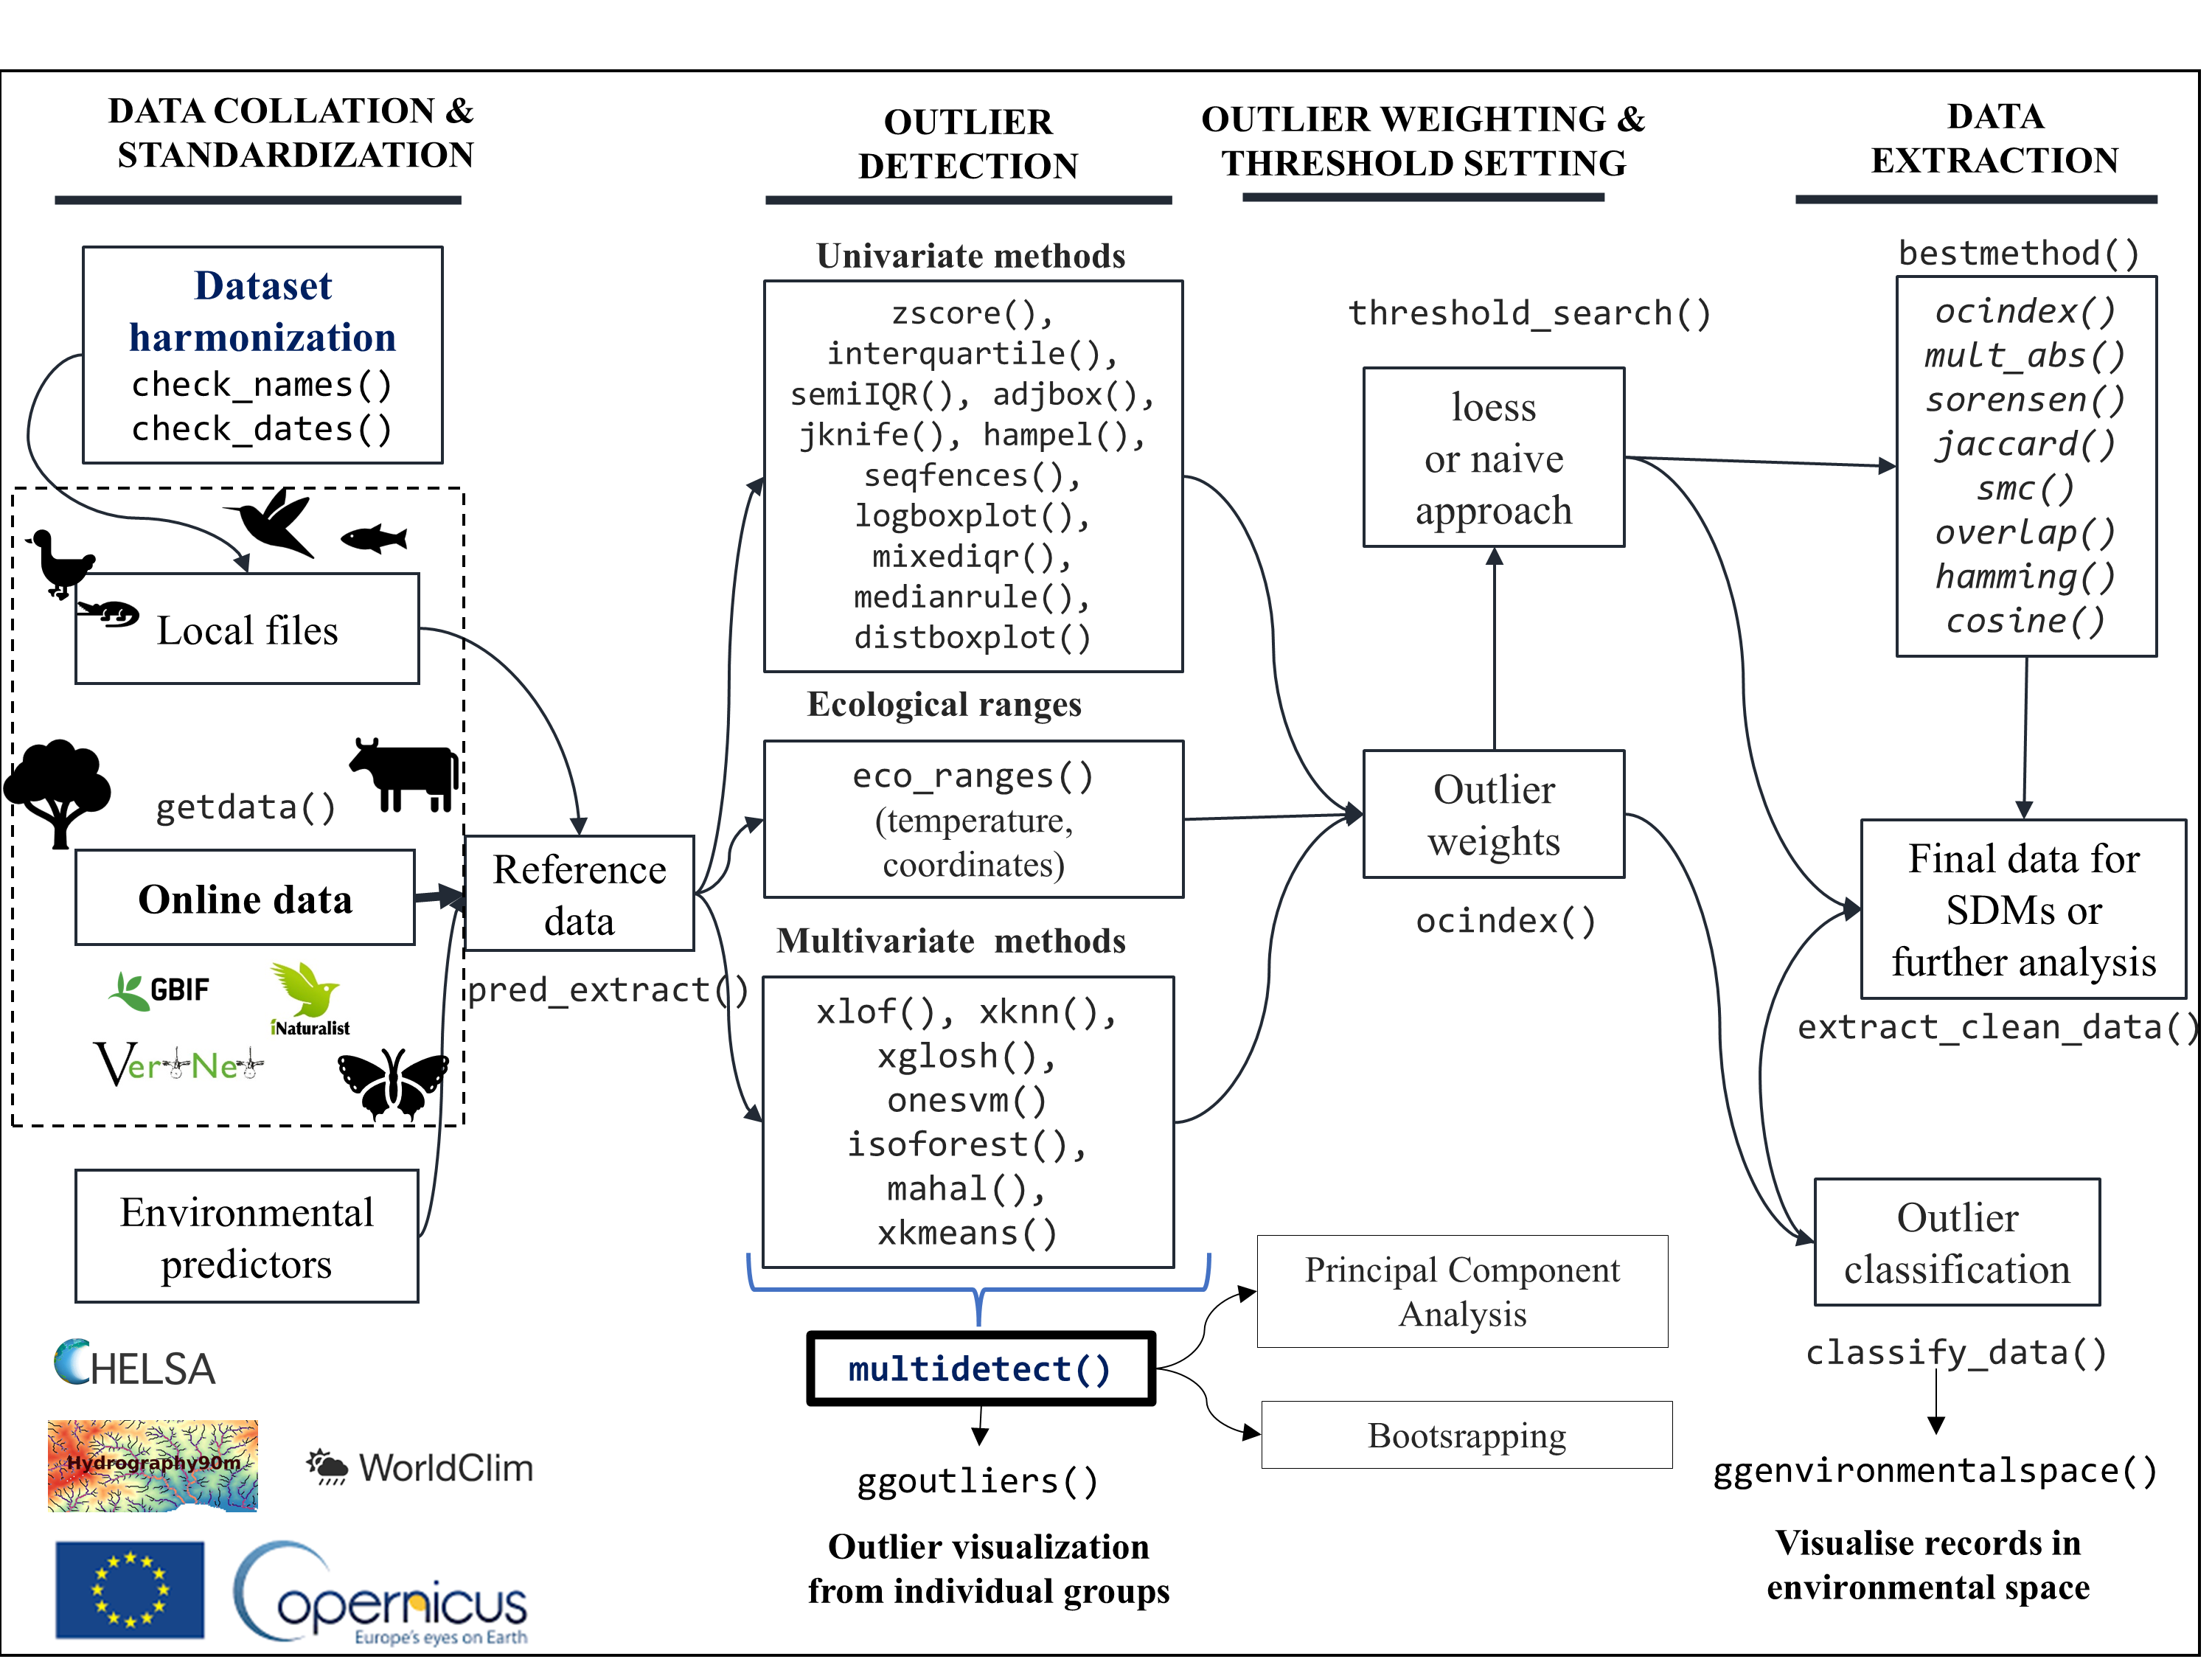 DATA COLLATION &
STANDARDIZATION
Dataset
harmonization
check_names()
check_dates()
Local files
getdata()
Online data
GBIF
iNaturalist
VertNet
Environmental
predictors
CHELSA
Hydrography90m
WorldClim
Copernicus
Europe's eyes on Earth
Reference
data
pred_extract()
OUTLIER
DETECTION
Univariate methods
zscore(),
interquartile(),
semiIQR(), adjbox(),
jknife(), hampel(),
seqfences(),
logboxplot(),
mixediqr(),
medianrule(),
distboxplot()
Ecological ranges
eco_ranges()
(temperature,
coordinates)
Multivariate methods
xlof(), xknn(),
xglosh(),
onesvm()
isoforest(),
mahal(),
xkmeans()
multidetect()
ggoutliers()
Outlier visualization
from individual groups
Principal Component
Analysis
Bootsrapping
OUTLIER WEIGHTING &
THRESHOLD SETTING
threshold_search()
loess
or naive
approach
Outlier
weights
ocindex()
DATA
EXTRACTION
bestmethod()
ocindex()
mult_abs()
sorensen()
jaccard()
smc()
overlap()
hamming()
cosine()
Final data for
SDMs or
further analysis
extract_clean_data()
Outlier
classification
classify_data()
ggenvironmentalspace()
Visualise records in
environmental space